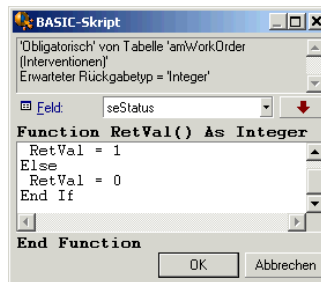 BASIC-Skript
'Obligatorisch' von Tabelle 'amWorkOrder
(Interventionen)'
Erwarteter Rückgabetyp = 'Integer'
Feld: seStatus
Function RetVal() As Integer
RetVal = 1
Else
RetVal = 0
End If
End Function
OK Abbrechen